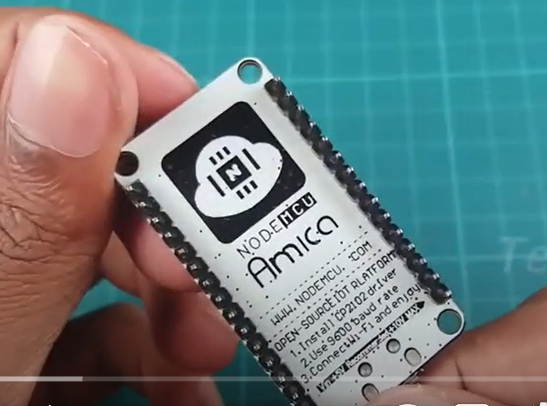 N
NODEMCU
Amica
WWW.NODEMCU.COM
OPEN-SOURCE IOT PLATFORM
1.Install CP2102 driver
2.Use 9600 baud rate
3.Connect Wi-Fi and enjoy
Te